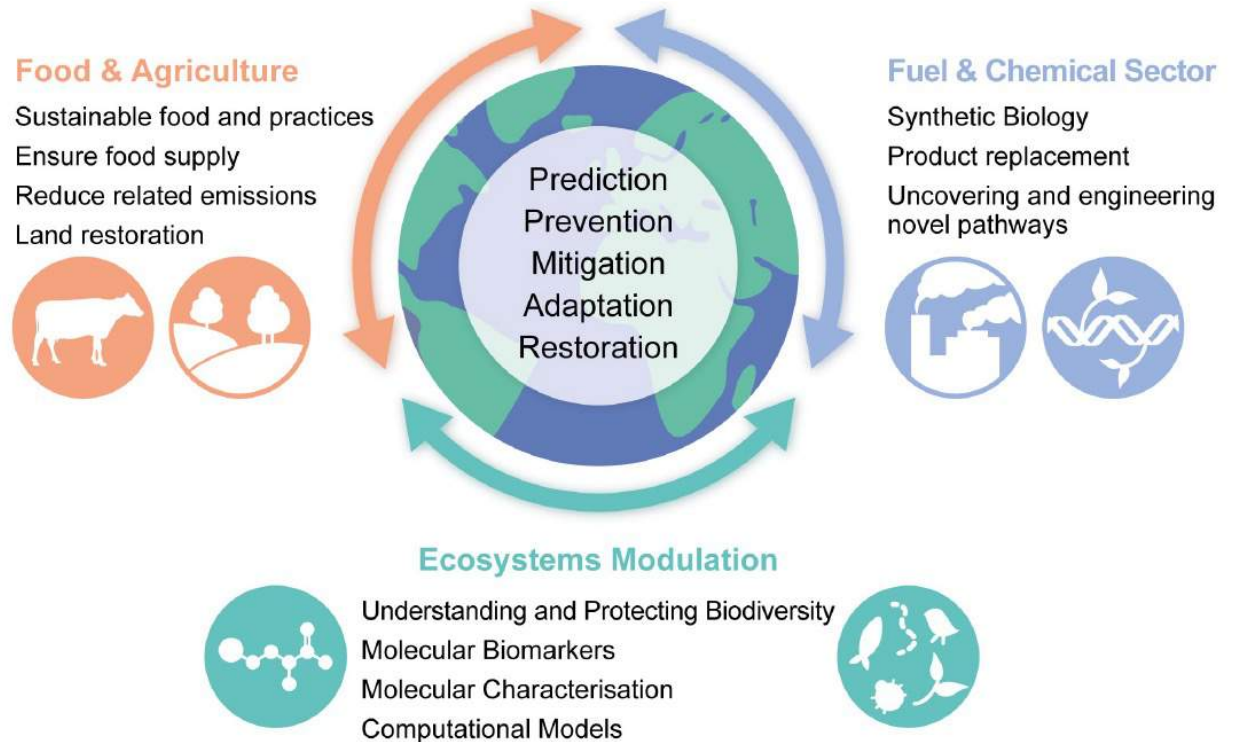 Food & Agriculture
Sustainable food and practices
Ensure food supply
Reduce related emissions
Land restoration
Prediction
Prevention
Mitigation
Adaptation
Restoration
Fuel & Chemical Sector
Synthetic Biology
Product replacement
Uncovering and engineering
novel pathways
Ecosystems Modulation
Understanding and Protecting Biodiversity
Molecular Biomarkers
Molecular Characterisation
Computational Models